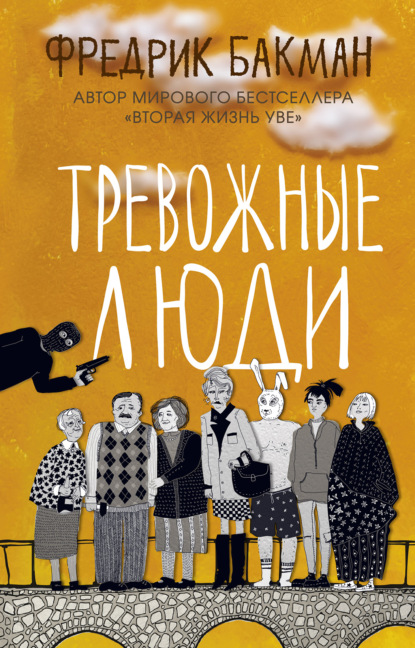 ФРЕДРИК БАКМАН
АВТОР МИРОВОГО БЕСТСЕЛЛЕРА
«ВТОРАЯ ЖИЗНЬ УВЕ»
ТРЕВОЖНЫЕ
ЛЮДИ